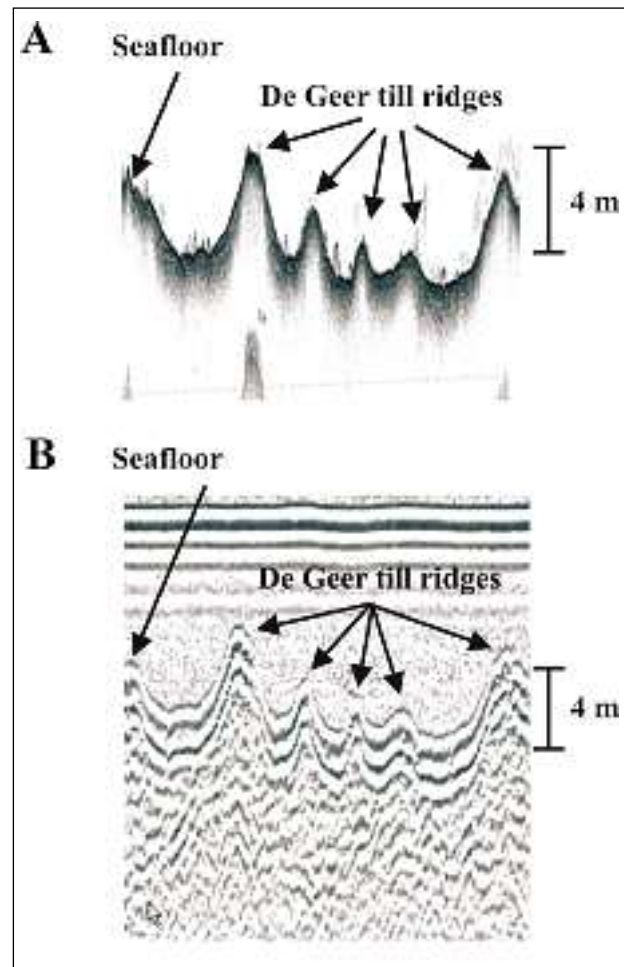 A
Seafloor
De Geer till ridges
4 m
B
Seafloor
De Geer till ridges
4 m